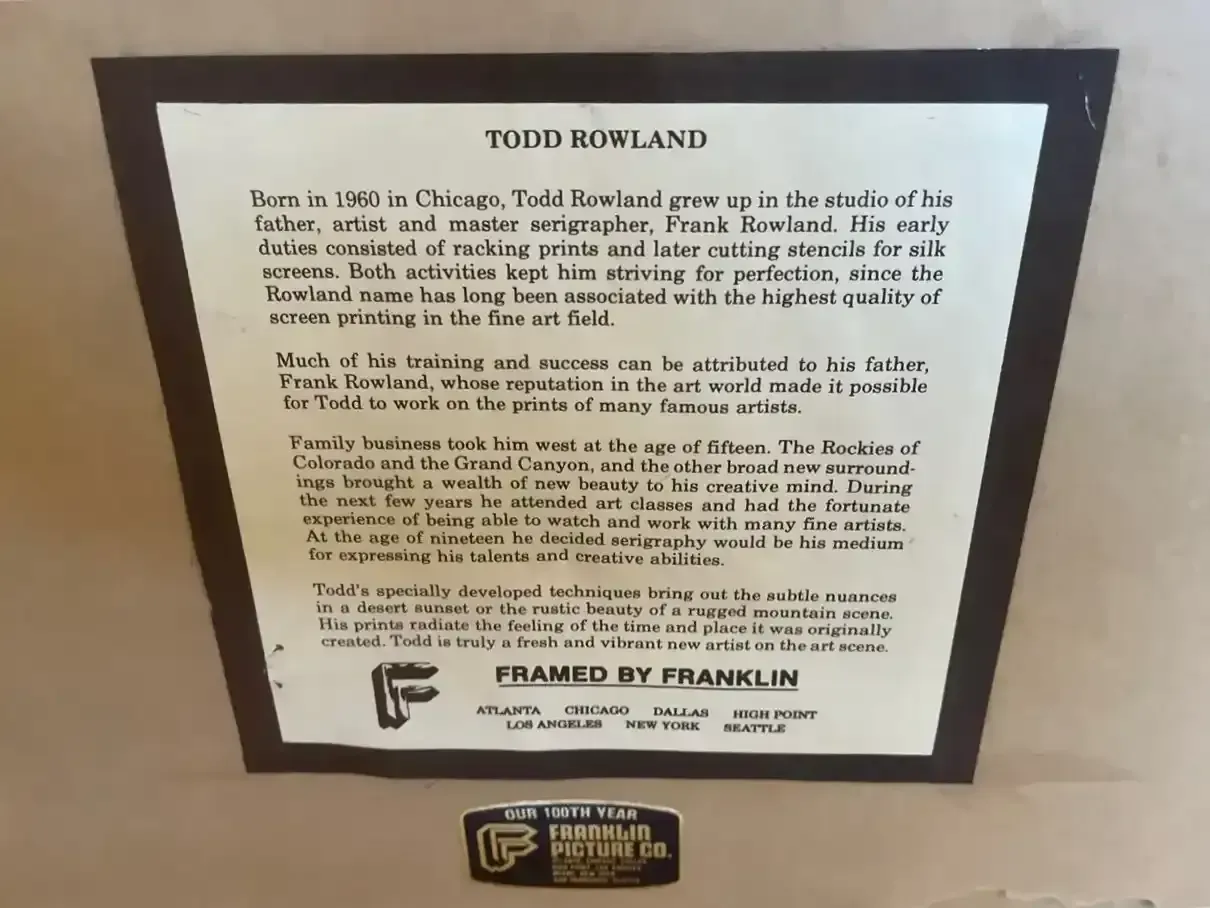 TODD ROWLAND
Born in 1960 in Chicago, Todd Rowland grew up in the studio of his
father, artist and master serigrapher, Frank Rowland. His early
duties consisted of racking prints and later cutting stencils for silk
screens. Both activities kept him striving for perfection, since the
Rowland name has long been associated with the highest quality of
screen printing in the fine art field.
Much of his training and success can be attributed to his father,
Frank Rowland, whose reputation in the art world made it possible
for Todd to work on the prints of many famous artists.
Family business took him west at the age of fifteen. The Rockies of
Colorado and the Grand Canyon, and the other broad new surround-
ings brought a wealth of new beauty to his creative mind. During
the next few years he attended art classes and had the fortunate
experience of being able to watch and work with many fine artists.
At the age of nineteen he decided serigraphy would be his medium
for expressing his talents and creative abilities.
Todd's specially developed techniques bring out the subtle nuances
in a desert sunset or the rustic beauty of a rugged mountain scene.
His prints radiate the feeling of the time and place it was originally
created. Todd is truly a fresh and vibrant new artist on the art scene.
FRAMED BY FRANKLIN
ATLANTA CHICAGO DALLAS HIGH POINT
LOS ANGELES NEW YORK SEATTLE
OUR 100TH YEAR
FRANKLIN
PICTURE CO.